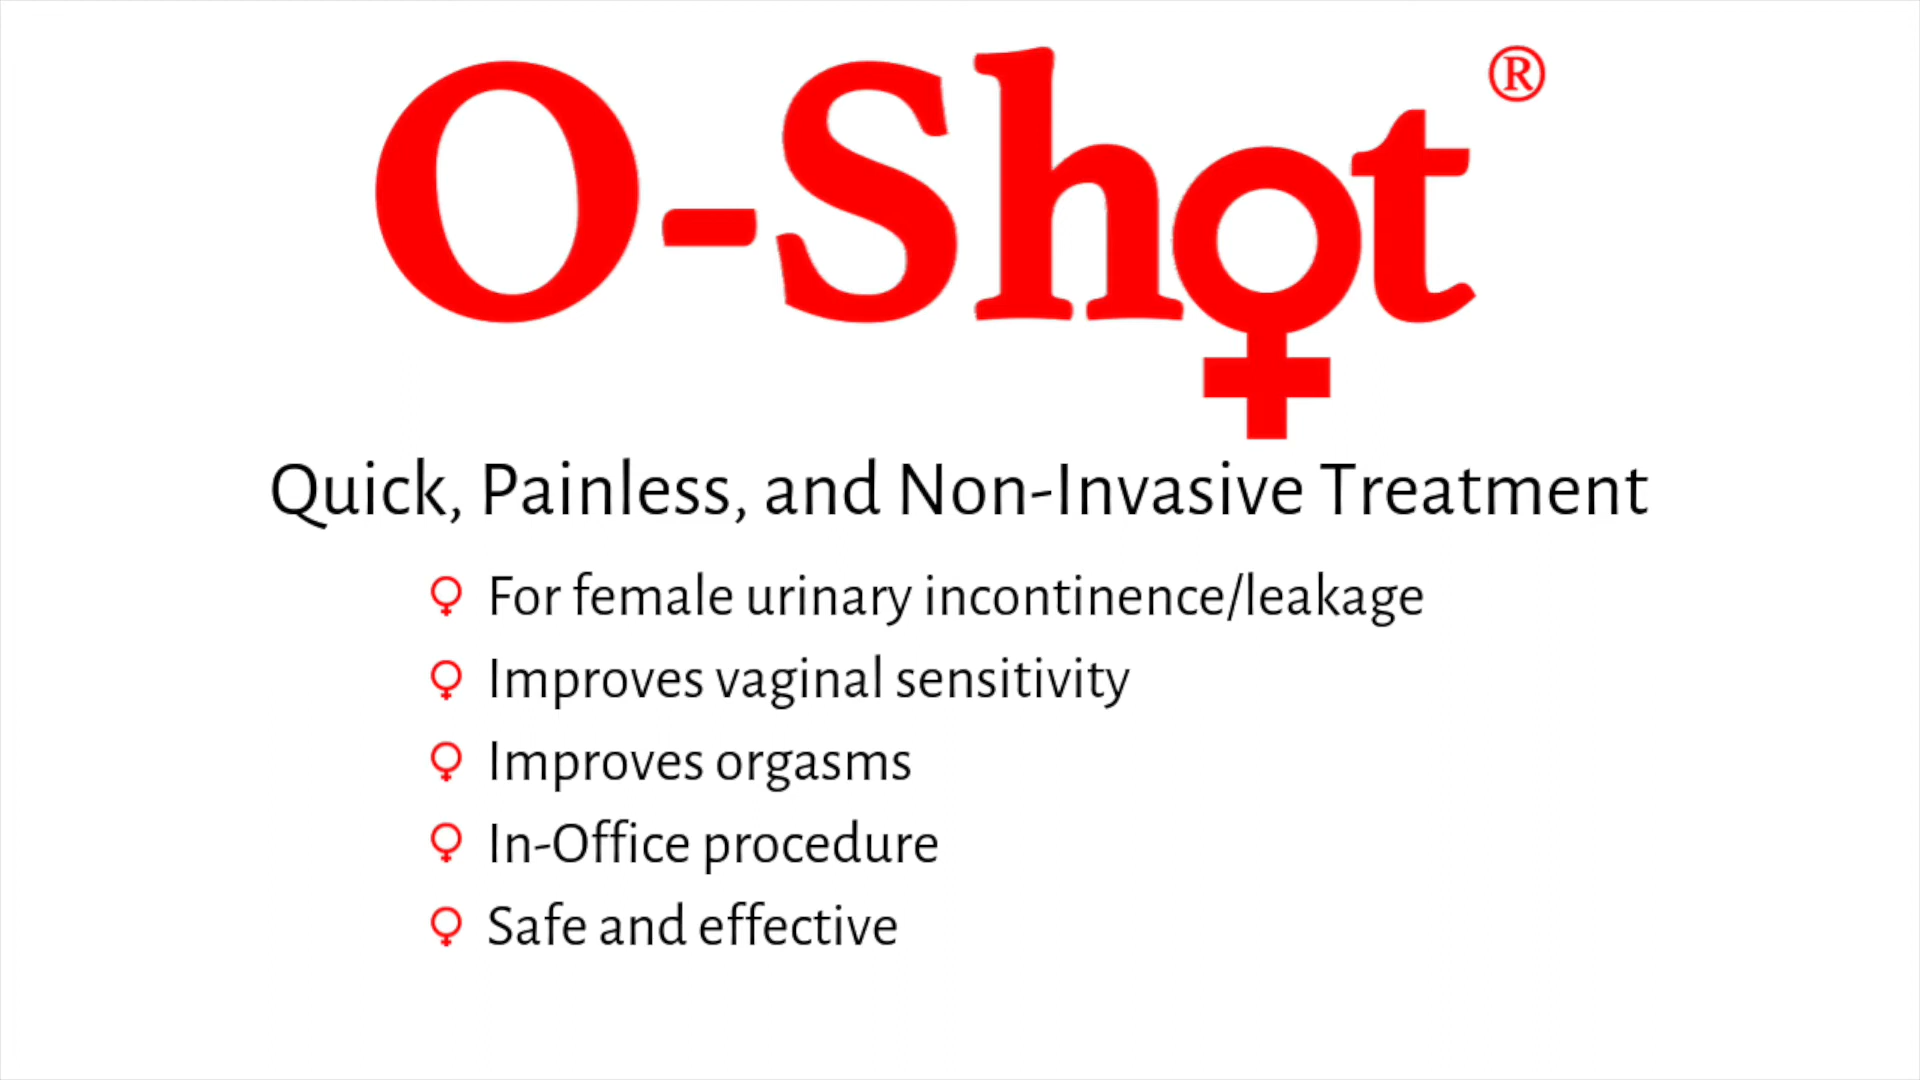 O-Shot®
Quick, Painless, and Non-Invasive Treatment
For female urinary incontinence/leakage
Improves vaginal sensitivity
Improves orgasms
In-Office procedure
Safe and effective